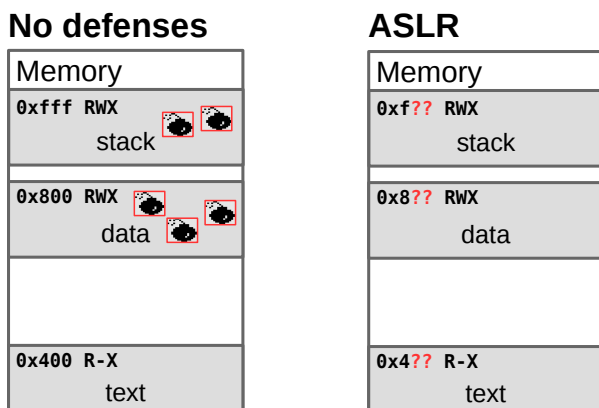 No defenses
Memory
0xfff RWX
stack
0x800 RWX
data
0x400 R-X
text
ASLR
Memory
0xf?? RWX
stack
0x8?? RWX
data
0x4?? R-X
text